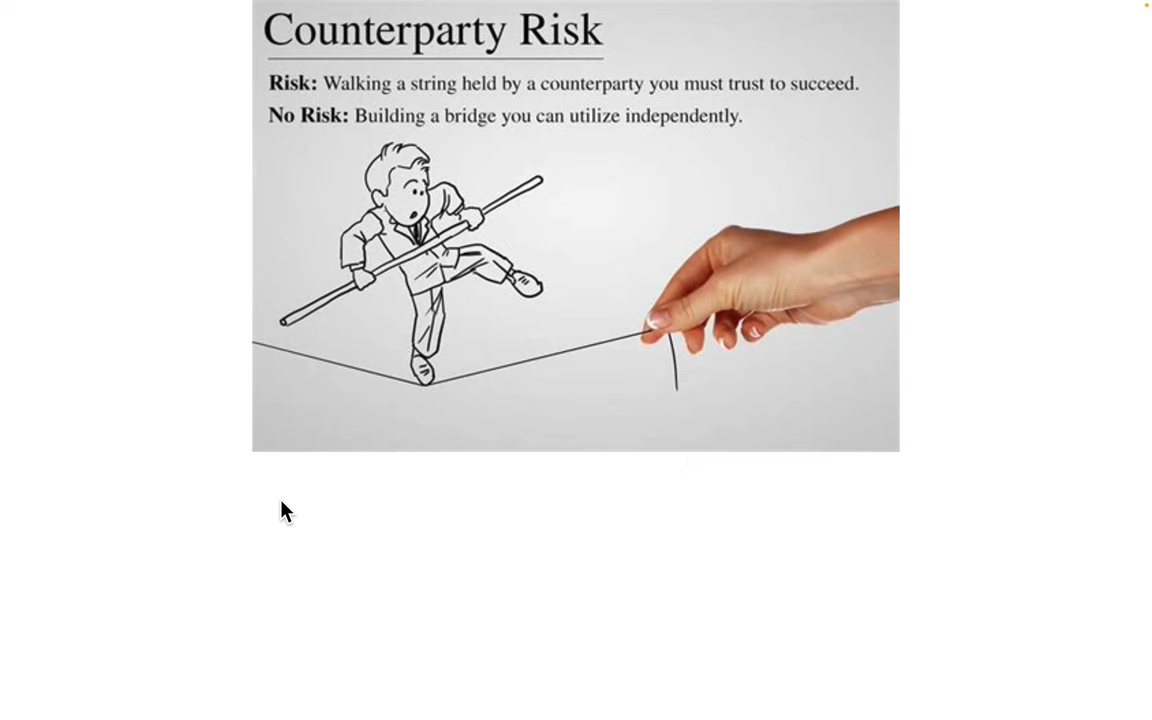 Counterparty Risk
Risk: Walking a string held by a counterparty you must trust to succeed.
No Risk: Building a bridge you can utilize independently.